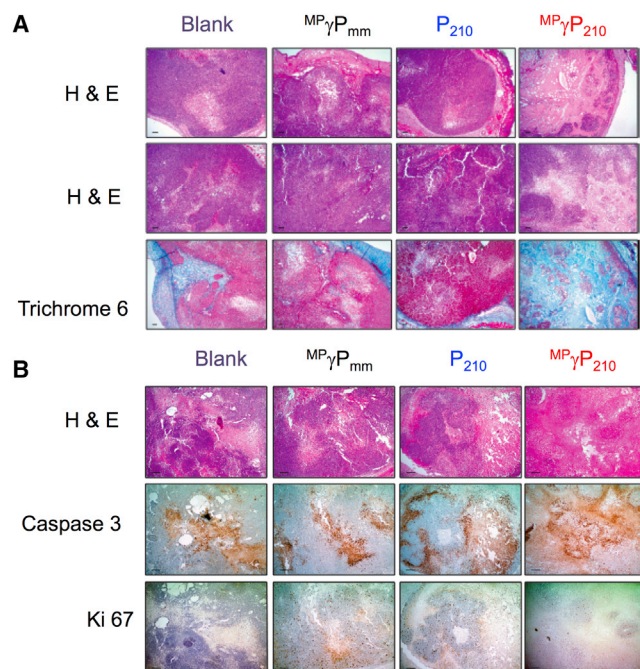 A
Blank
ᴹᴾγPₘₘ
P₂₁₀
ᴹᴾγP₂₁₀
H & E
H & E
Trichrome 6
B
Blank
ᴹᴾγPₘₘ
P₂₁₀
ᴹᴾγP₂₁₀
H & E
Caspase 3
Ki 67